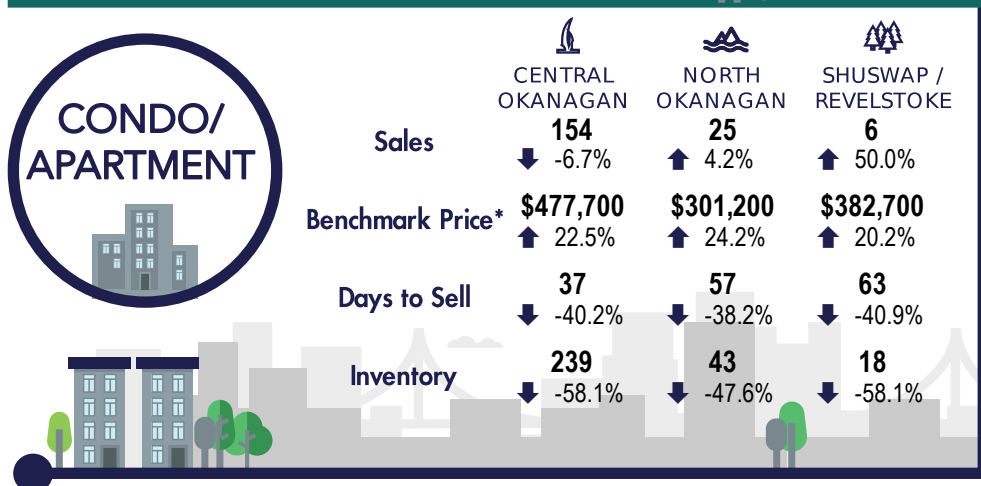 CONDO/
APARTMENT
CENTRAL
OKANAGAN
NORTH
OKANAGAN
SHUSWAP /
REVELSTOKE
Sales
154
-6.7%
25
4.2%
6
50.0%
Benchmark Price*
$477,700
22.5%
$301,200
24.2%
$382,700
20.2%
Days to Sell
37
-40.2%
57
-38.2%
63
-40.9%
Inventory
239
-58.1%
43
-47.6%
18
-58.1%